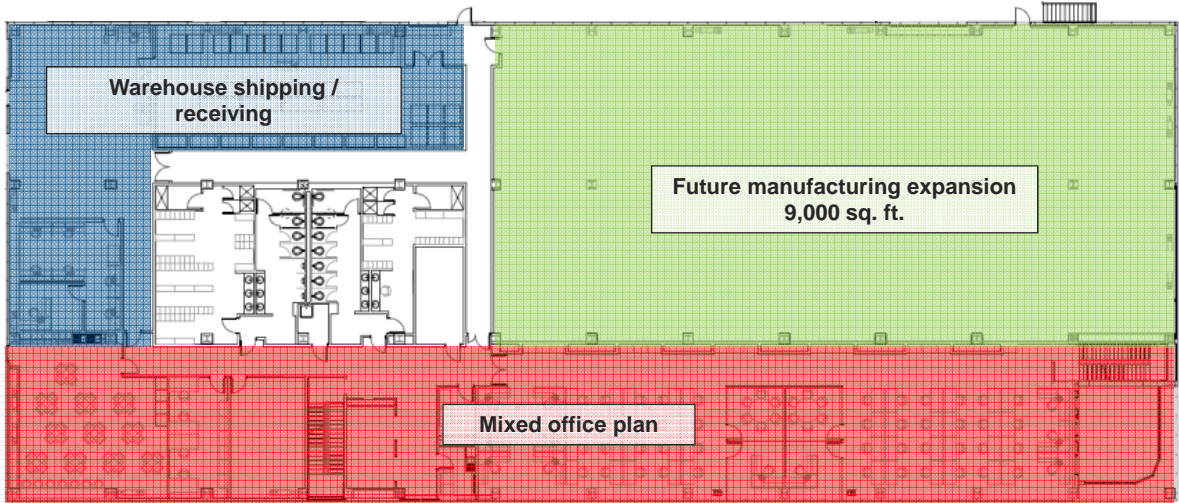 Warehouse shipping /
receiving
Future manufacturing expansion
9,000 sq. ft.
Mixed office plan